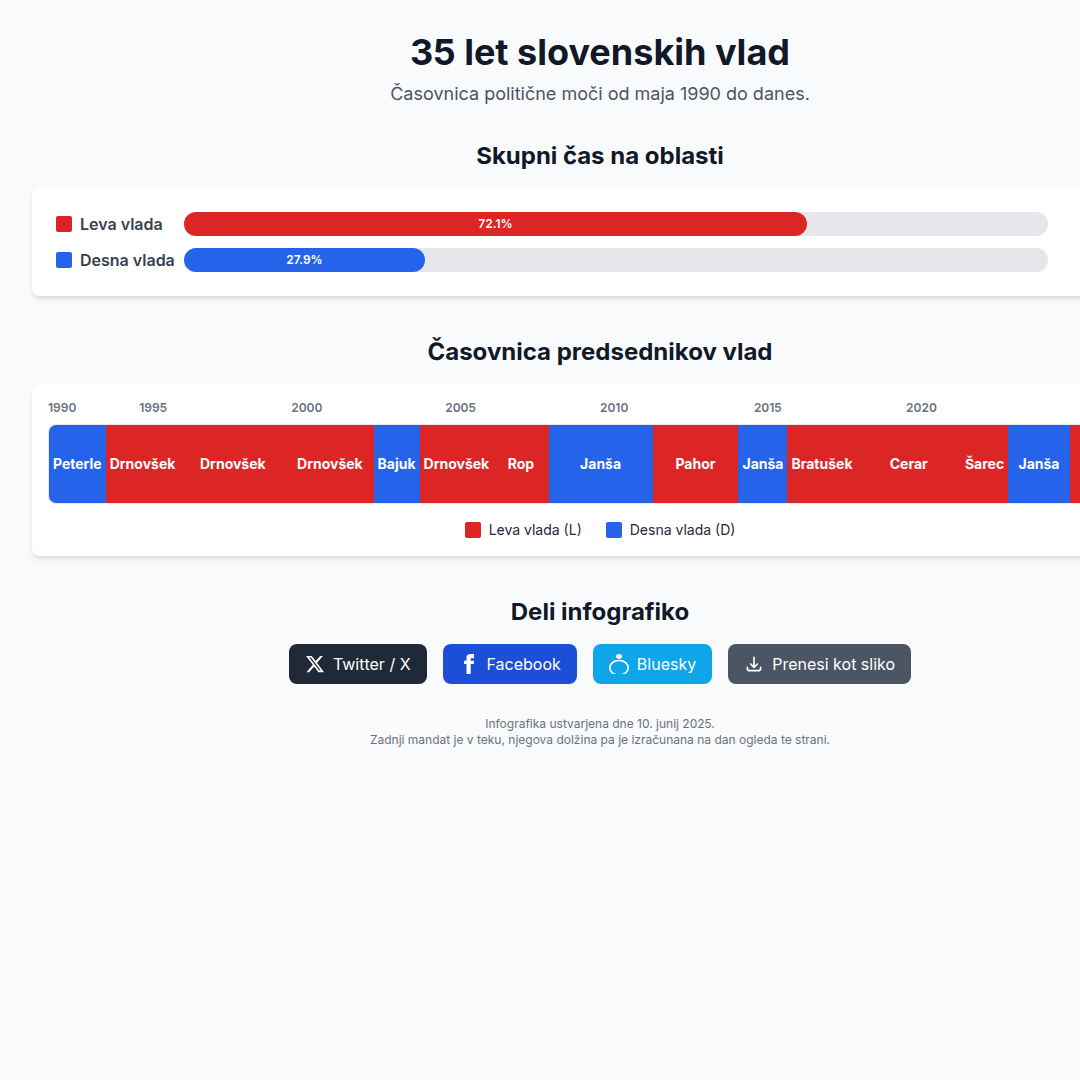 35 let slovenskih vlad
Časovnica politične moči od maja 1990 do danes.
Skupni čas na oblasti
Leva vlada 72.1%
Desna vlada 27.9%
Časovnica predsednikov vlad
1990 1995 2000 2005 2010 2015 2020
Peterle Drnovšek Drnovšek Drnovšek Bajuk Drnovšek Rop Janša Pahor Janša Bratušek Cerar Šarec Janša
Leva vlada (L) Desna vlada (D)
Deli infografiko
Twitter / X Facebook Bluesky Prenesi kot sliko
Infografika ustvarjena dne 10. junij 2025.
Zadnji mandat je v teku, njegova dolžina pa je izračunana na dan ogleda te strani.